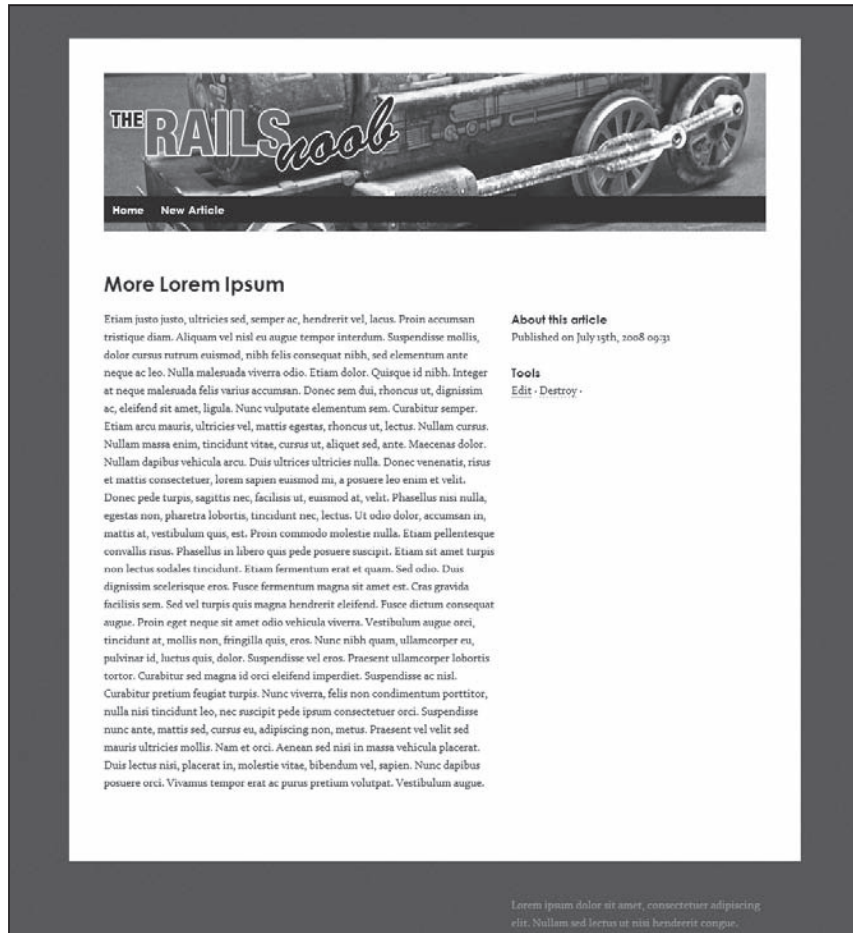 THE RAILS noob
Home New Article
More Lorem Ipsum
Etiam justo justo, ultricies sed, semper ac, hendrerit vel, lacus. Proin accumsan
tristique diam. Aliquam vel nisl eu augue tempor interdum. Suspendisse mollis,
dolor cursus rutrum euismod, nibh felis consequat nibh, sed elementum ante
neque ac leo. Nulla malesuada viverra odio. Etiam dolor. Quisque id nibh. Integer
at neque malesuada felis varius accumsan. Donec sem dui, rhoncus ut, dignissim
ac, eleifend sit amet, ligula. Nunc vulputate elementum sem. Curabitur semper.
Etiam arcu mauris, ultricies vel, mattis egestas, rhoncus ut, lectus. Nullam cursus.
Nullam massa enim, tincidunt vitae, cursus ut, aliquet sed, ante. Maecenas dolor.
Nullam dapibus vehicula arcu. Duis ultrices ultricies nulla. Donec venenatis, risus
et mattis consectetuer, lorem sapien euismod mi, a posuere leo enim et velit.
Donec pede turpis, sagittis nec, facilisis ut, euismod at, velit. Phasellus nisi nulla,
egestas non, pharetra lobortis, tincidunt nec, lectus. Ut odio dolor, accumsan in,
mattis at, vestibulum quis, est. Proin commodo molestie nulla. Etiam pellentesque
convallis risus. Phasellus in libero quis pede posuere suscipit. Etiam sit amet turpis
non lectus sodales tincidunt. Etiam fermentum erat et quam. Sed odio. Duis
dignissim scelerisque eros. Fusce fermentum magna sit amet est. Cras gravida
facilisis sem. Sed vel turpis quis magna hendrerit eleifend. Fusce dictum consequat
augue. Proin eget neque sit amet odio vehicula viverra. Vestibulum augue orci,
tincidunt at, mollis non, fringilla quis, eros. Nunc nibh quam, ullamcorper eu,
pulvinar id, luctus quis, dolor. Suspendisse vel eros. Praesent ullamcorper lobortis
tortor. Curabitur sed magna id orci eleifend imperdiet. Suspendisse ac nisl.
Curabitur pretium feugiat turpis. Nunc viverra, felis non condimentum porttitor,
nulla nisi tincidunt leo, nec suscipit pede ipsum consectetuer orci. Suspendisse
nunc ante, mattis sed, cursus eu, adipiscing non, metus. Praesent vel velit sed
mauris ultricies mollis. Nam et orci. Aenean sed nisi in massa vehicula placerat.
Duis lectus nisi, placerat in, molestie vitae, bibendum vel, sapien. Nunc dapibus
posuere orci. Vivamus tempor erat ac purus pretium volutpat. Vestibulum augue.
About this article
Published on July 15th, 2008 09:31
Tools
Edit · Destroy ·
Lorem ipsum dolor sit amet, consectetuer adipiscing
elit. Nullam sed lectus ut nisi hendrerit congue.